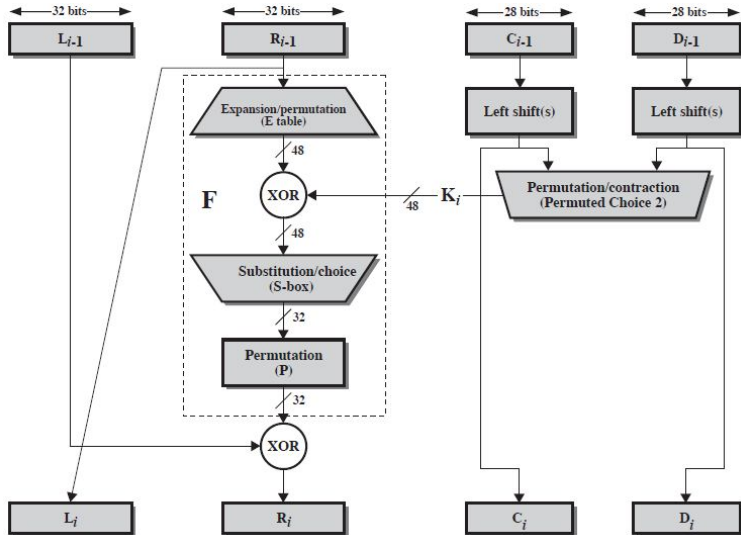 32 bits 32 bits 28 bits 28 bits
Lᵢ₋₁ Rᵢ₋₁ Cᵢ₋₁ Dᵢ₋₁
Expansion/permutation
(E table)
Left shift(s) Left shift(s)
48
F XOR 48 Kᵢ
Permutation/contraction
(Permuted Choice 2)
48
Substitution/choice
(S-box)
32
Permutation
(P)
32
XOR
Lᵢ Rᵢ Cᵢ Dᵢ